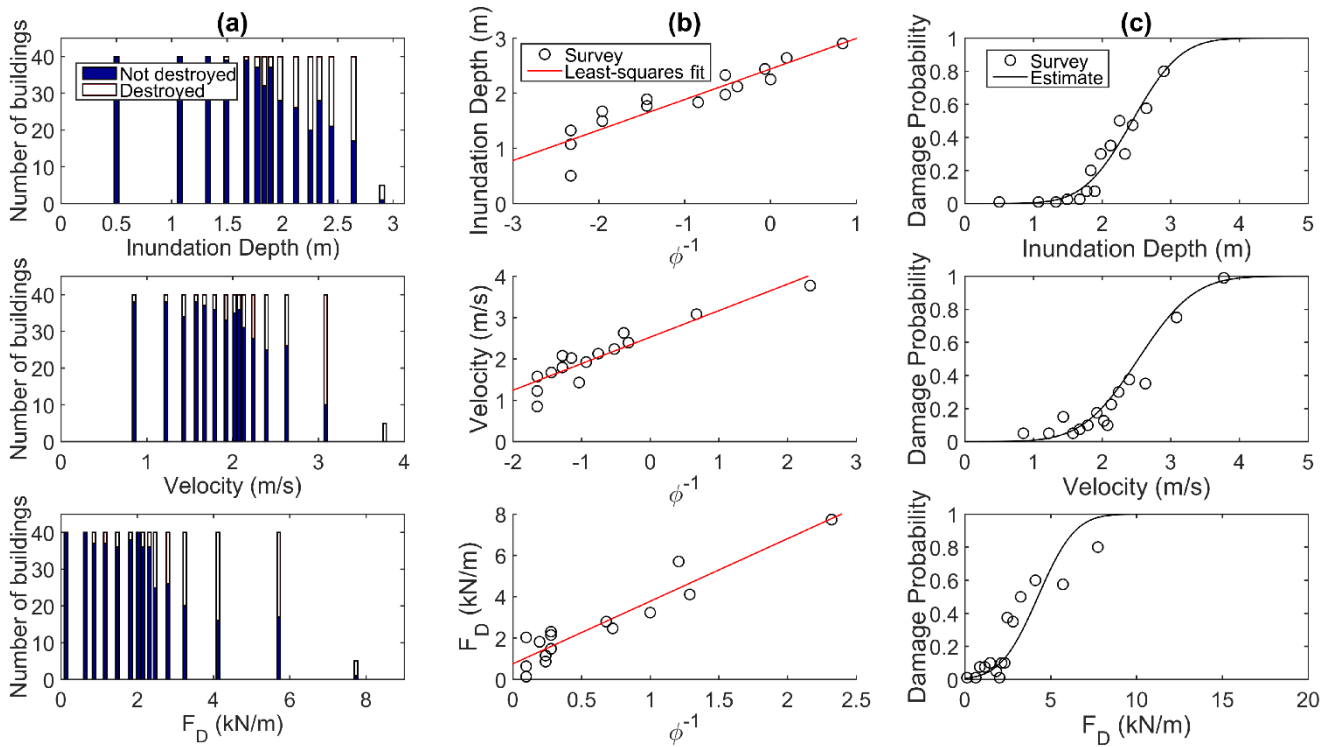 (a)
(b)
(c)
Number of buildings
40
30
20
10
0
Not destroyed
Destroyed
0 0.5 1 1.5 2 2.5 3
Inundation Depth (m)
Inundation Depth (m)
3
2
1
0
Survey
Least-squares fit
-3 -2 -1 0 1
ϕ-1
Damage Probability
1
0.8
0.6
0.4
0.2
0
Survey
Estimate
0 1 2 3 4 5
Inundation Depth (m)
Number of buildings
40
30
20
10
0
0 1 2 3 4
Velocity (m/s)
Velocity (m/s)
4
3
2
1
0
-2 -1 0 1 2 3
ϕ-1
Damage Probability
1
0.8
0.6
0.4
0.2
0
0 1 2 3 4 5
Velocity (m/s)
Number of buildings
40
30
20
10
0
0 2 4 6 8
FD (kN/m)
FD (kN/m)
8
6
4
2
0
0 0.5 1 1.5 2 2.5
ϕ-1
Damage Probability
1
0.8
0.6
0.4
0.2
0
0 5 10 15 20
FD (kN/m)